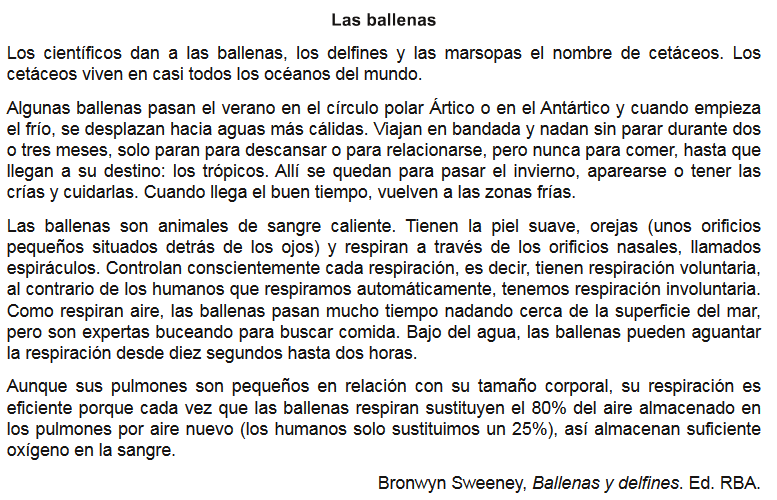 Las ballenas
Los científicos dan a las ballenas, los delfines y las marsopas el nombre de cetáceos. Los
cetáceos viven en casi todos los océanos del mundo.
Algunas ballenas pasan el verano en el círculo polar Ártico o en el Antártico y cuando empieza
el frío, se desplazan hacia aguas más cálidas. Viajan en bandada y nadan sin parar durante dos
o tres meses, solo paran para descansar o para relacionarse, pero nunca para comer, hasta que
llegan a su destino: los trópicos. Allí se quedan para pasar el invierno, aparearse o tener las
crías y cuidarlas. Cuando llega el buen tiempo, vuelven a las zonas frías.
Las ballenas son animales de sangre caliente. Tienen la piel suave, orejas (unos orificios
pequeños situados detrás de los ojos) y respiran a través de los orificios nasales, llamados
espiráculos. Controlan conscientemente cada respiración, es decir, tienen respiración voluntaria,
al contrario de los humanos que respiramos automáticamente, tenemos respiración involuntaria.
Como respiran aire, las ballenas pasan mucho tiempo nadando cerca de la superficie del mar,
pero son expertas buceando para buscar comida. Bajo del agua, las ballenas pueden aguantar
la respiración desde diez segundos hasta dos horas.
Aunque sus pulmones son pequeños en relación con su tamaño corporal, su respiración es
eficiente porque cada vez que las ballenas respiran sustituyen el 80% del aire almacenado en
los pulmones por aire nuevo (los humanos solo sustituimos un 25%), así almacenan suficiente
oxígeno en la sangre.
Bronwyn Sweeney, Ballenas y delfines. Ed. RBA.